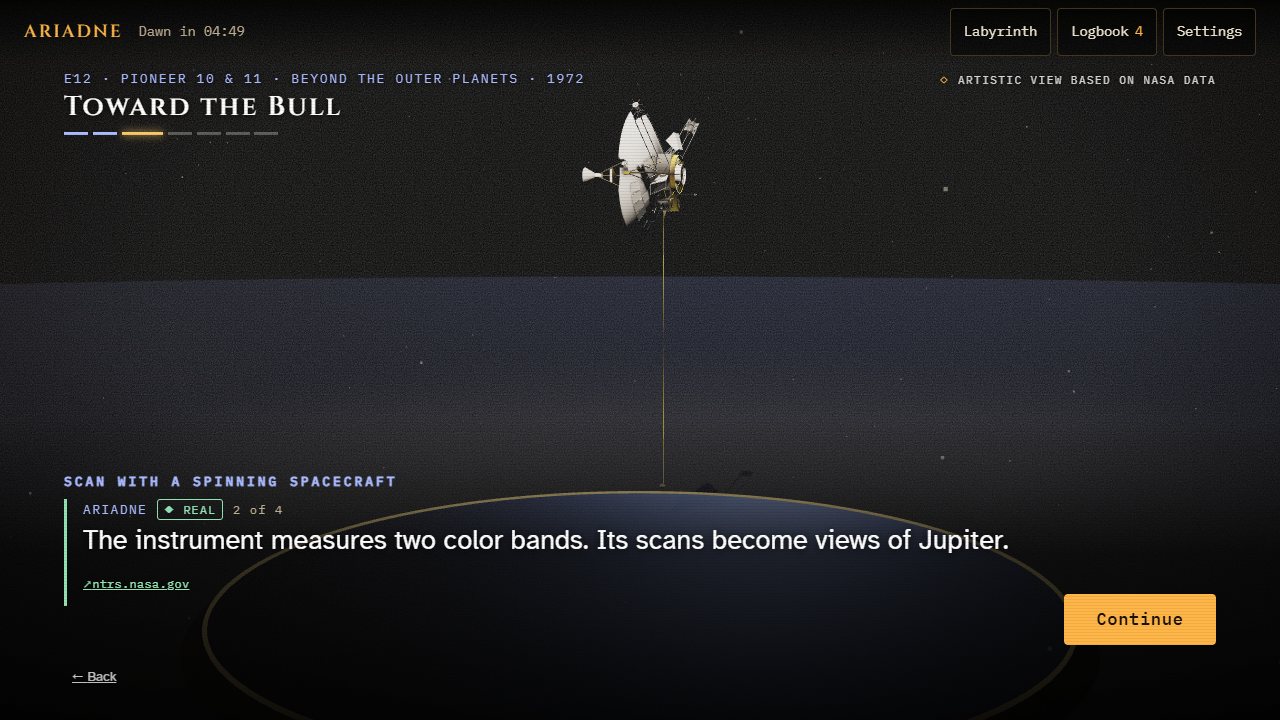 ARIADNE Dawn in 04:49 Labyrinth Logbook 4 Settings
E12 · PIONEER 10 & 11 · BEYOND THE OUTER PLANETS · 1972
◇ ARTISTIC VIEW BASED ON NASA DATA
TOWARD THE BULL
SCAN WITH A SPINNING SPACECRAFT
ARIADNE ◆ REAL 2 of 4
The instrument measures two color bands. Its scans become views of Jupiter.
↗ntrs.nasa.gov
Continue
← Back